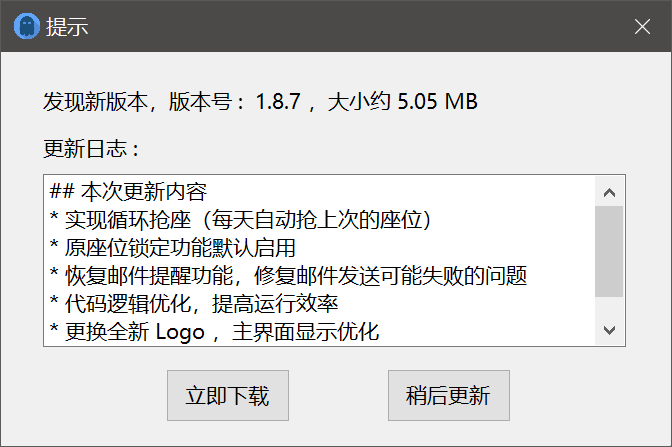 提示
发现新版本，版本号： 1.8.7 ，大小约 5.05 MB
更新日志：
## 本次更新内容
* 实现循环抢座（每天自动抢上次的座位）
* 原座位锁定功能默认启用
* 恢复邮件提醒功能，修复邮件发送可能失败的问题
* 代码逻辑优化，提高运行效率
* 更换全新 Logo ，主界面显示优化
立即下载
稍后更新